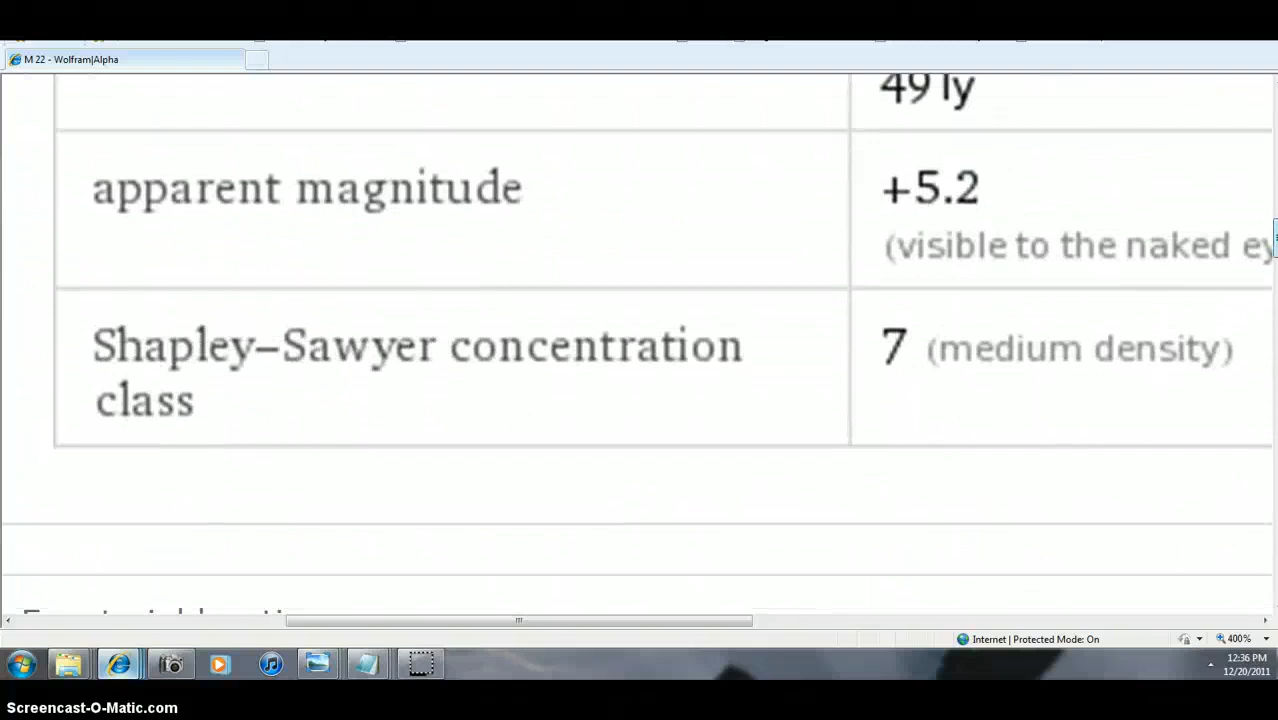 M 22 - Wolfram|Alpha
49 ly
apparent magnitude
+5.2
(visible to the naked ey
Shapley–Sawyer concentration
class
7 (medium density)
Internet | Protected Mode: On
400%
12:36 PM
12/20/2011
Screencast-O-Matic.com